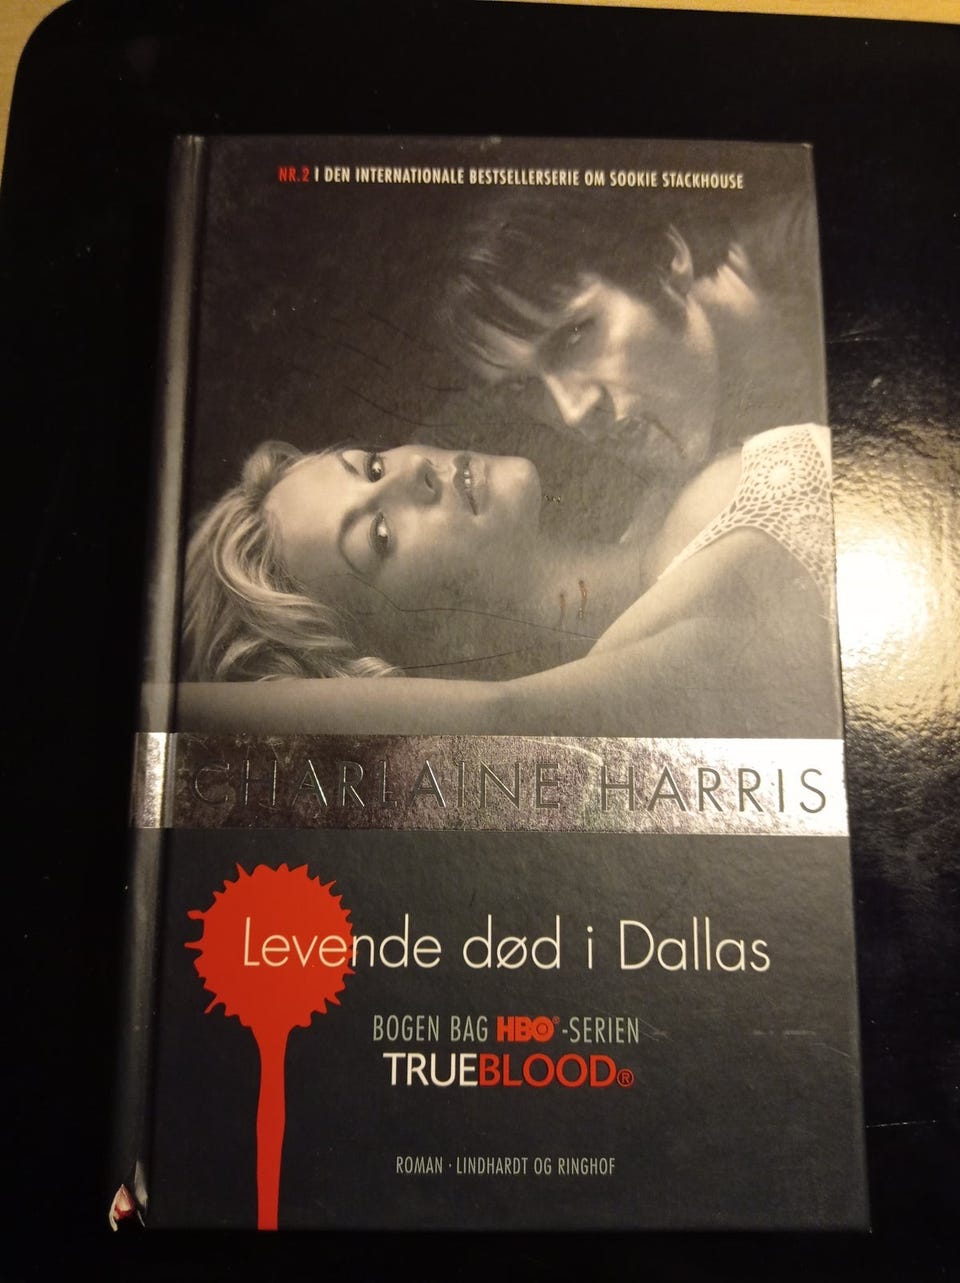 NR. 2 I DEN INTERNATIONALE BESTSELLERSERIE OM SOOKIE STACKHOUSE
CHARLAINE HARRIS
Levende død i Dallas
BOGEN BAG HBO®-SERIEN
TRUEBLOOD®
ROMAN · LINDHARDT OG RINGHOF